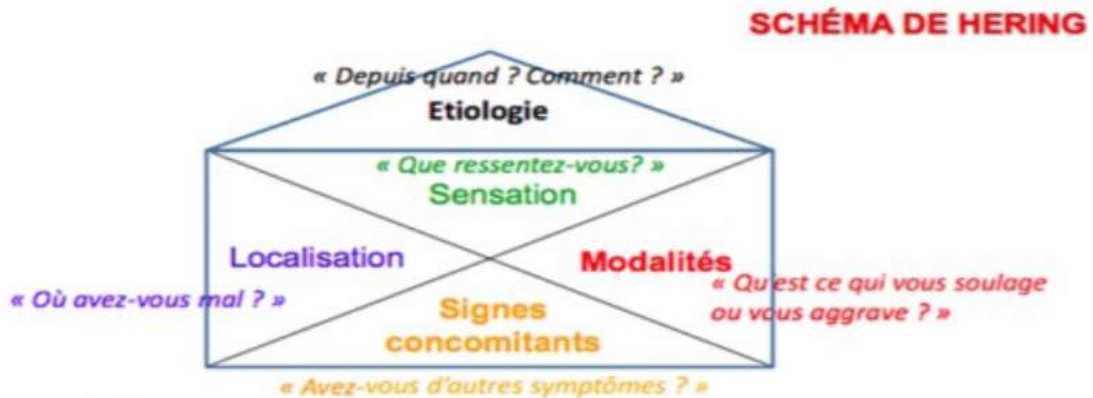 SCHÉMA DE HERING
« Depuis quand ? Comment ? »
Etiologie
« Que ressentez-vous? »
Sensation
Localisation
« Où avez-vous mal ? »
Modalités
« Qu'est ce qui vous soulage
ou vous aggrave ? »
Signes
concomitants
« Avez-vous d'autres symptômes ? »